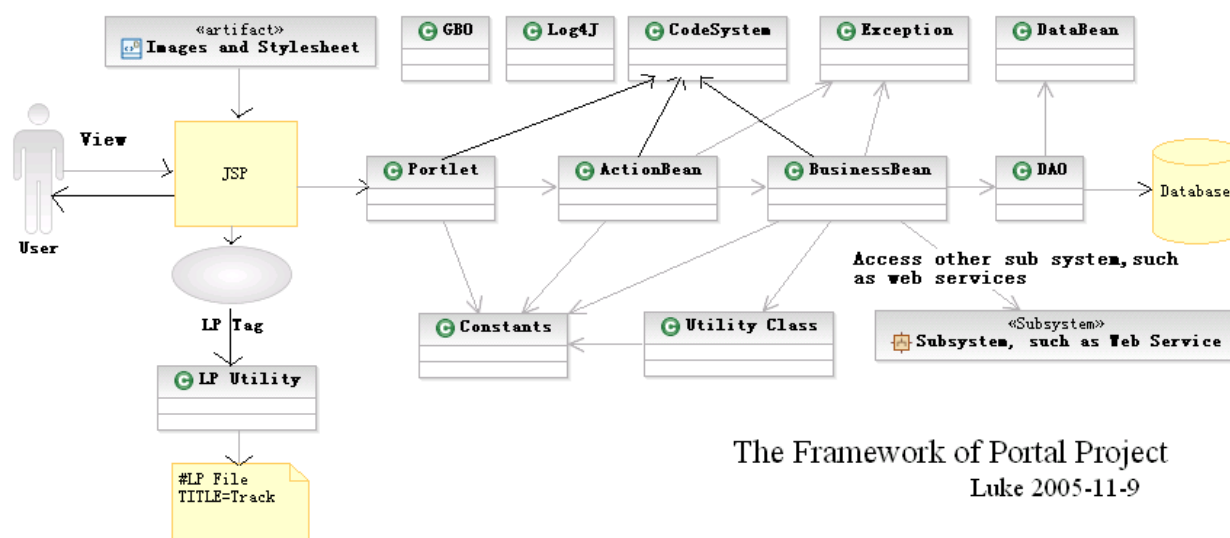 «artifact»
Images and Stylesheet
GBO
Log4J
CodeSystem
Exception
DataBean
View
JSP
Portlet
ActionBean
BusinessBean
DAO
Database
User
Access other sub system,such
as web services
LP Tag
Constants
Utility Class
«Subsystem»
Subsystem, such as Web Service
LP Utility
#LP File
TITLE=Track
The Framework of Portal Project
Luke 2005-11-9